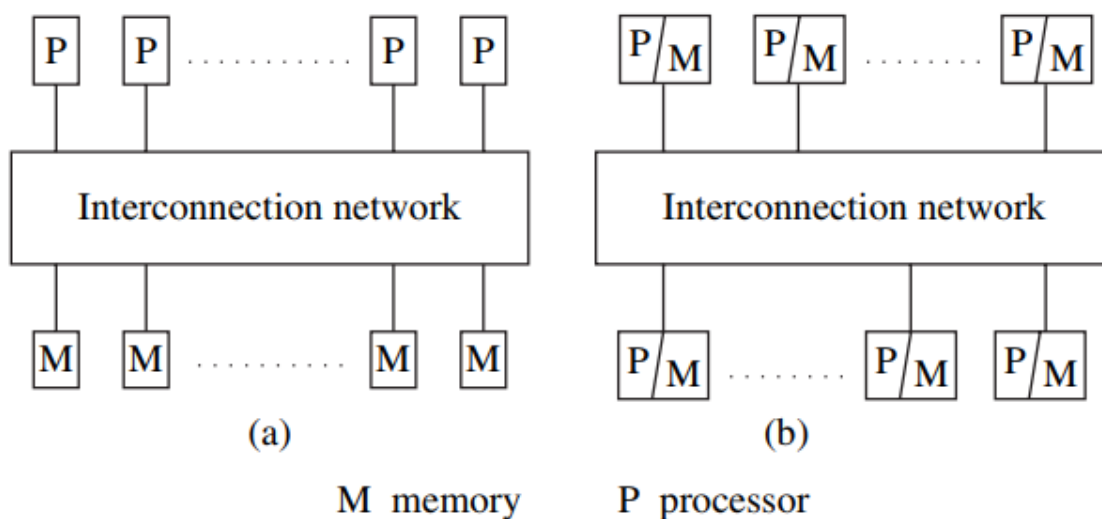 P P ........... P P P/M P/M ........ P/M
Interconnection network Interconnection network
M M ........... M M P/M ........ P/M P/M
(a) (b)
M memory P processor